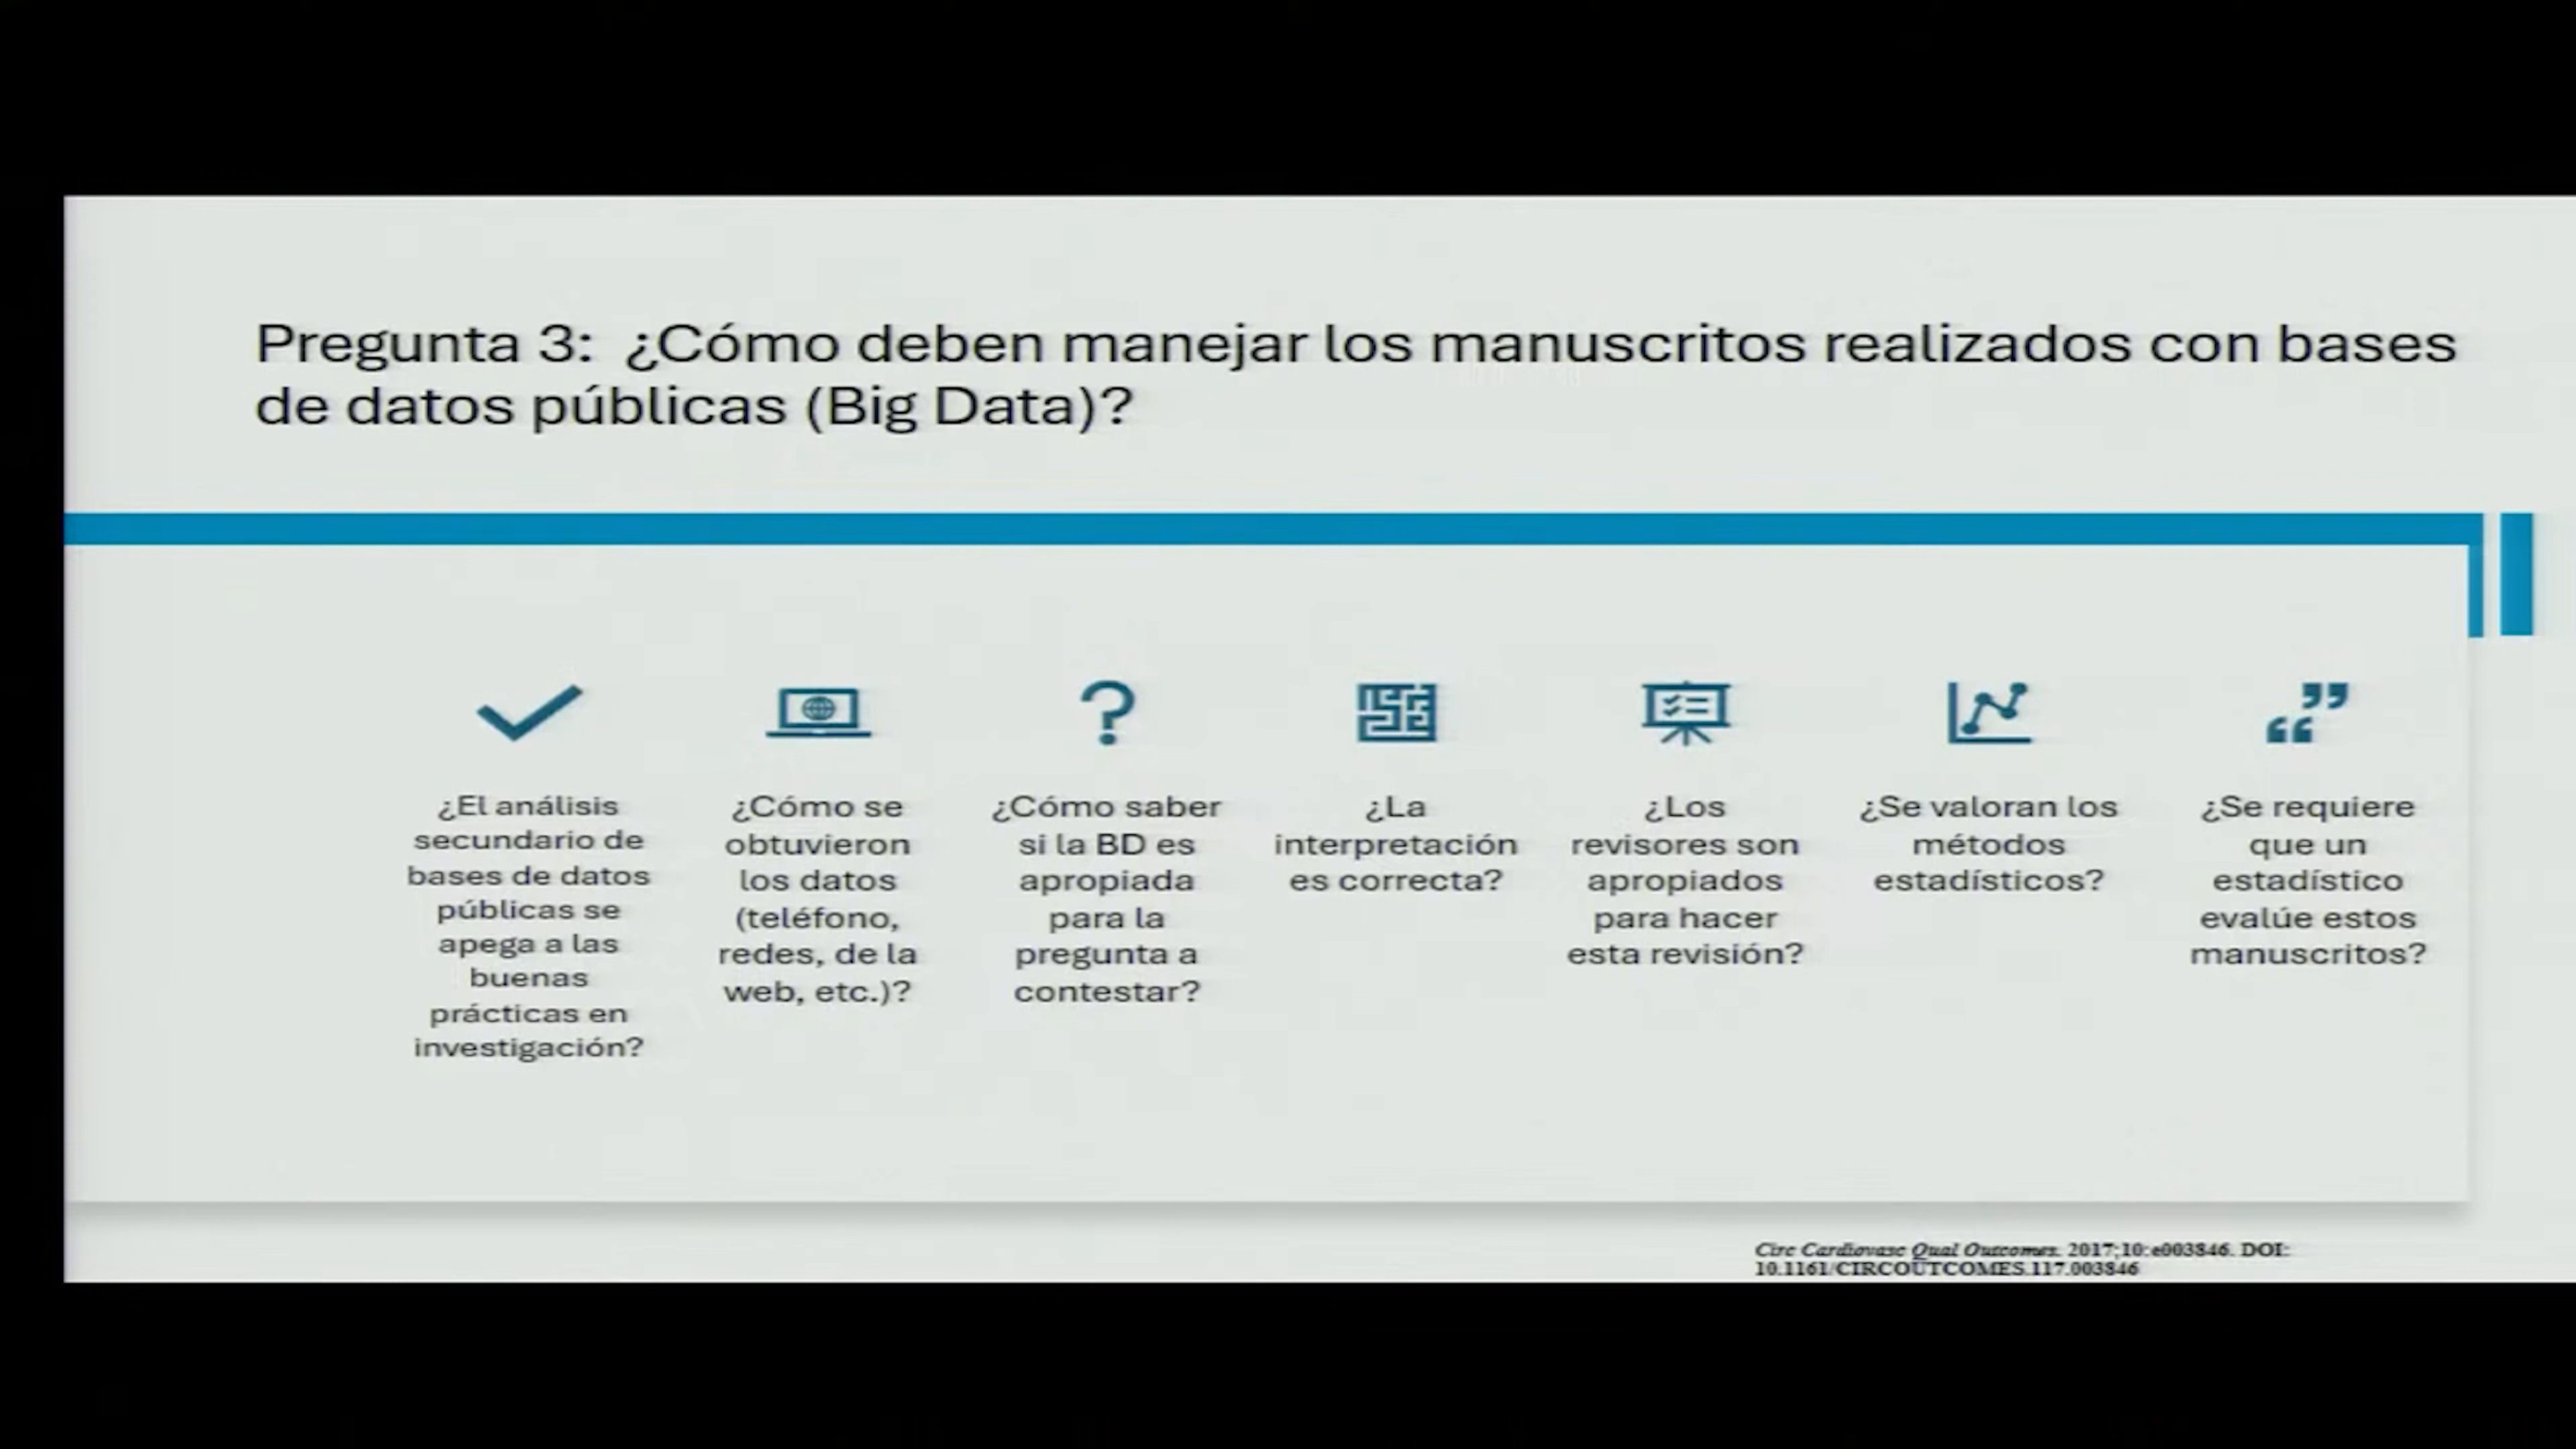 Pregunta 3: ¿Cómo deben manejar los manuscritos realizados con bases
de datos públicas (Big Data)?
¿El análisis
secundario de
bases de datos
públicas se
apega a las
buenas
prácticas en
investigación?
¿Cómo se
obtuvieron
los datos
(teléfono,
redes, de la
web, etc.)?
¿Cómo saber
si la BD es
apropiada
para la
pregunta a
contestar?
¿La
interpretación
es correcta?
¿Los
revisores son
apropiados
para hacer
esta revisión?
¿Se valoran los
métodos
estadísticos?
¿Se requiere
que un
estadístico
evalúe estos
manuscritos?
Circ Cardiovasc Qual Outcomes. 2017;10:e003846. DOI:
10.1161/CIRCOUTCOMES.117.003846